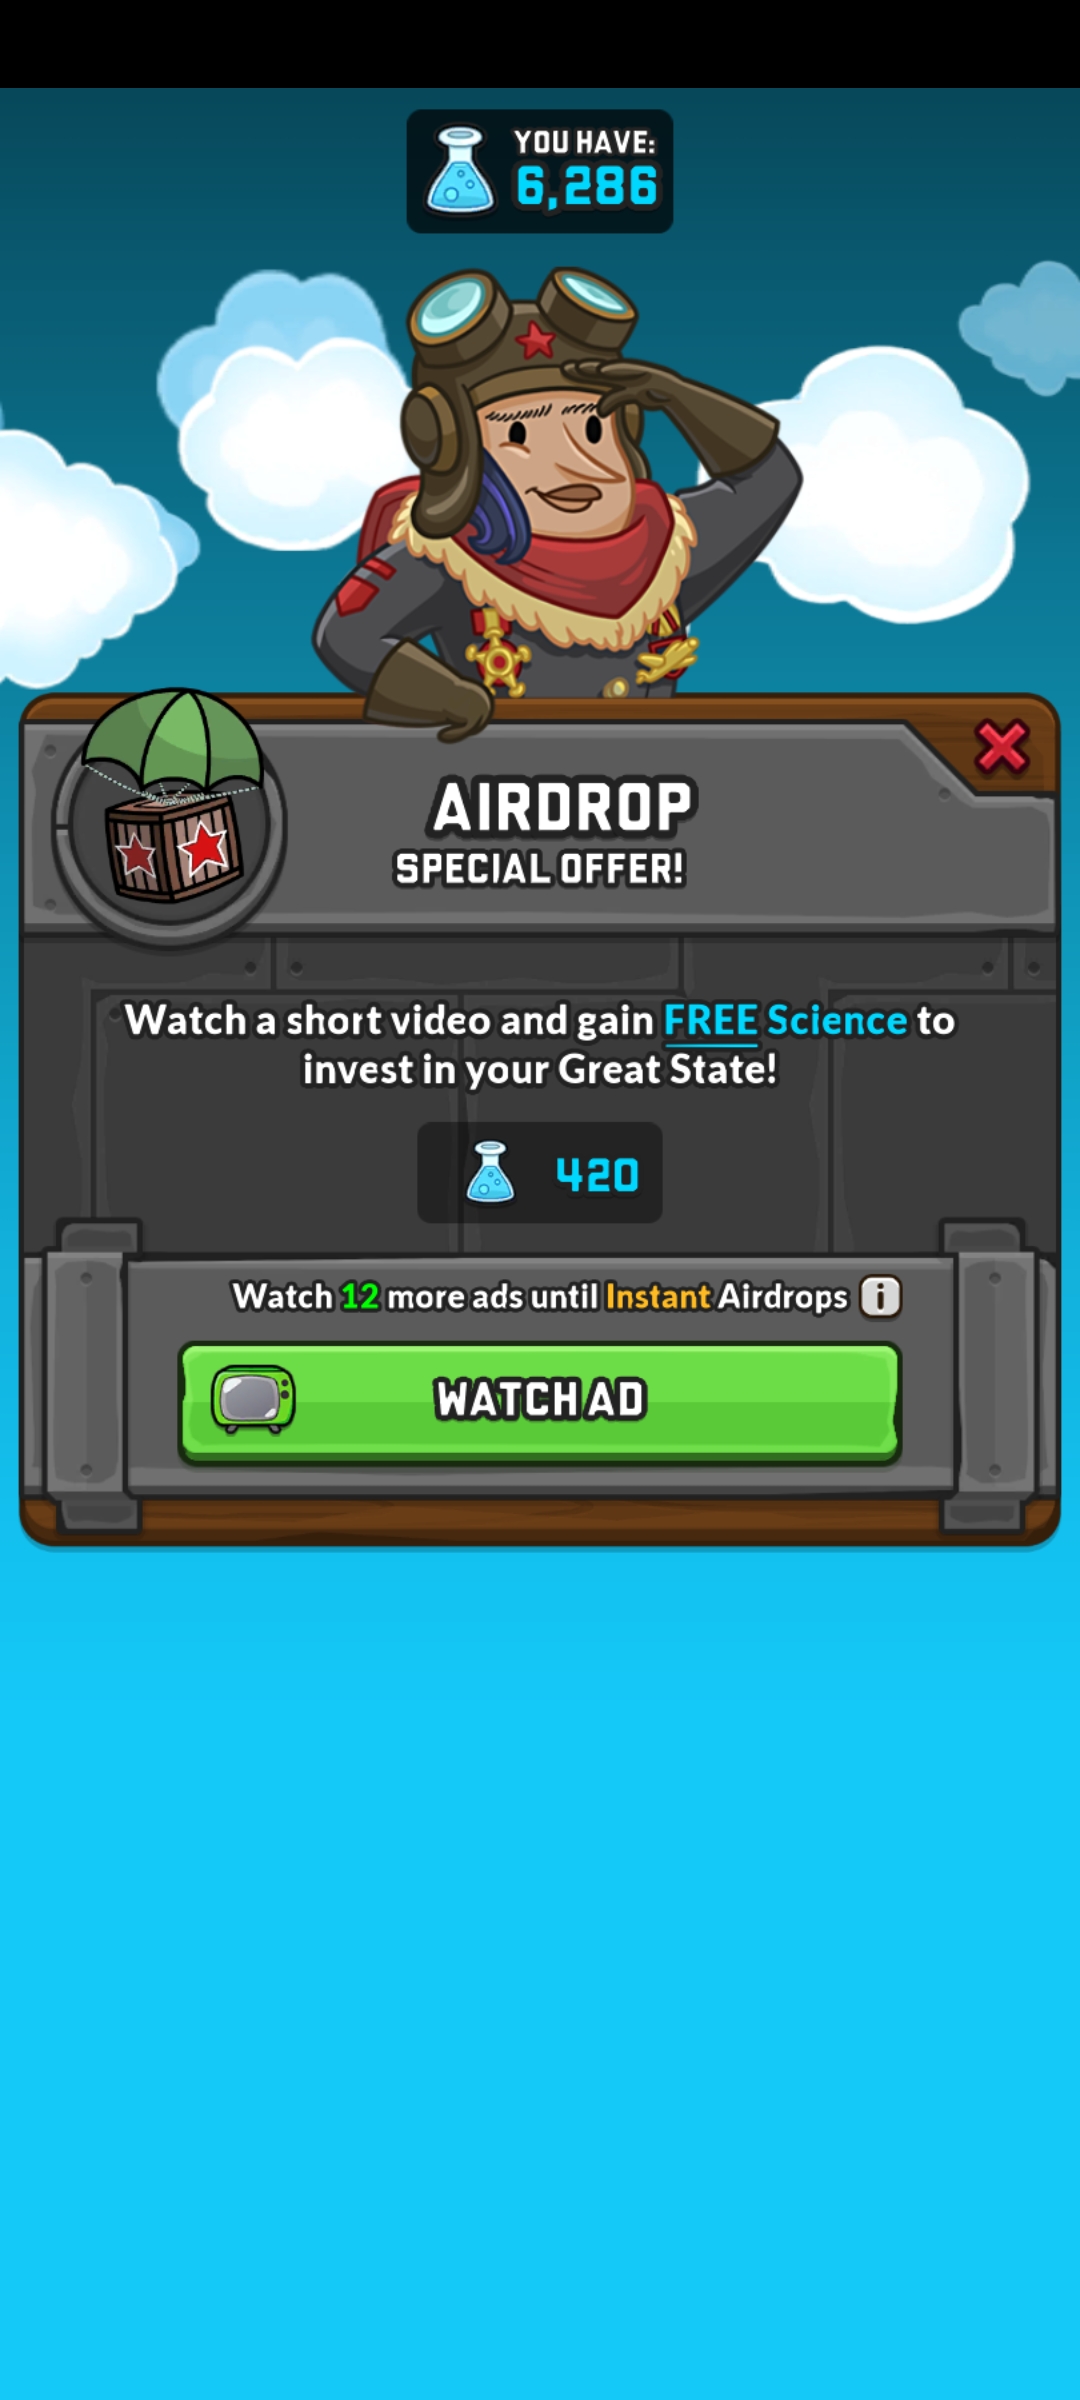 YOU HAVE:
6,286
AIRDROP
SPECIAL OFFER!
Watch a short video and gain FREE Science to
invest in your Great State!
420
Watch 12 more ads until Instant Airdrops i
WATCH AD